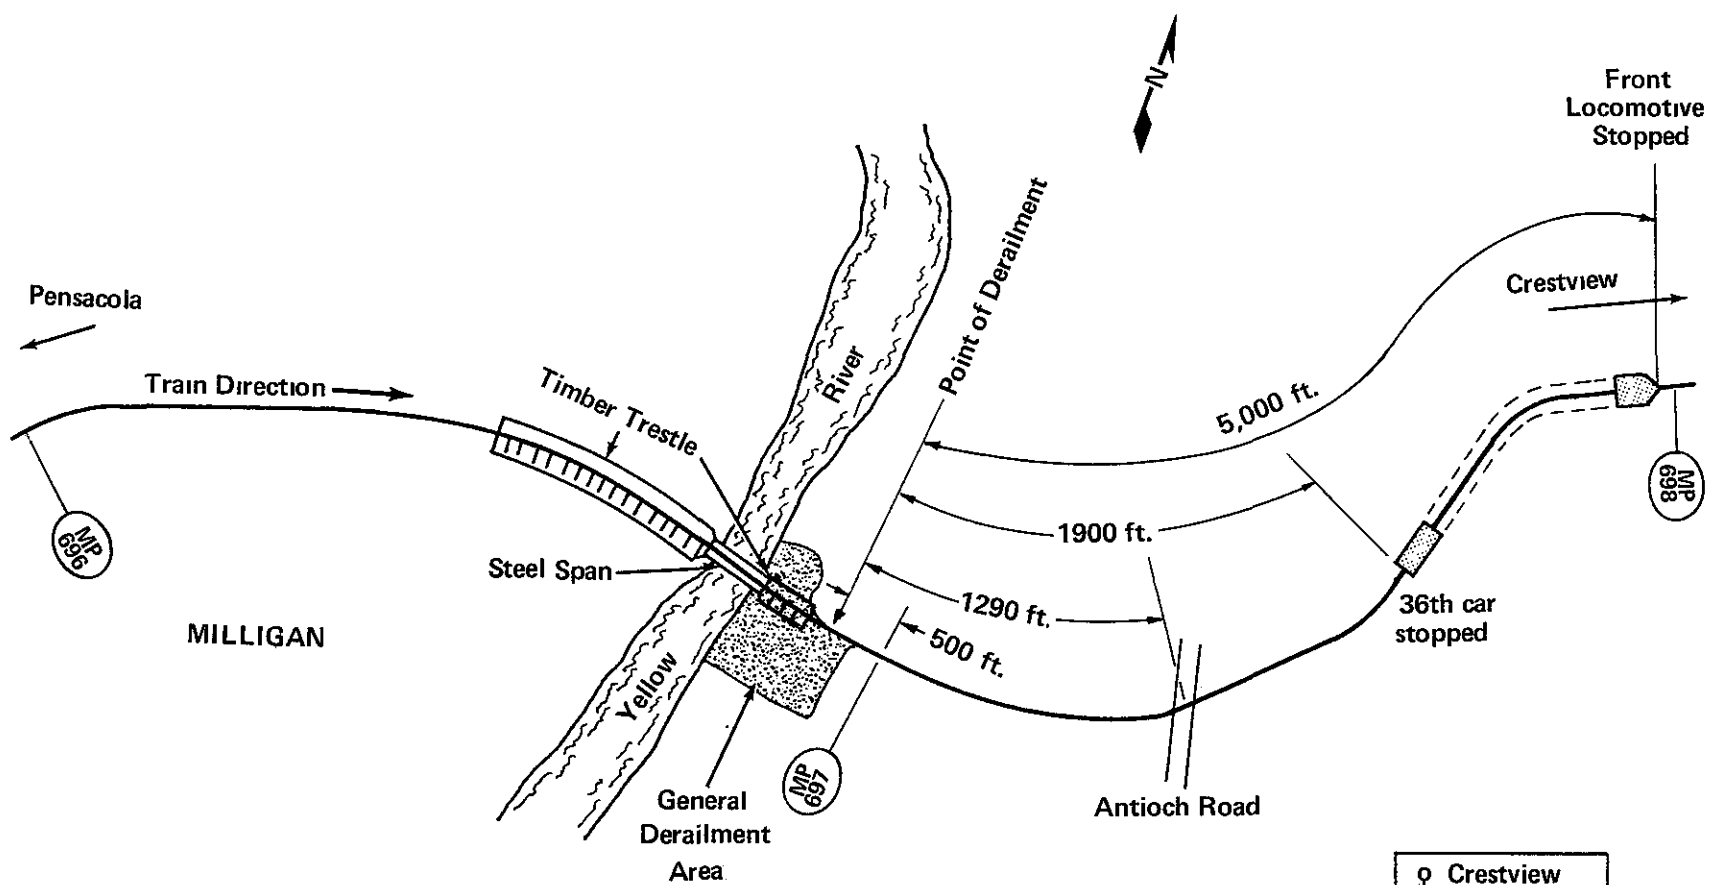 N
Front
Locomotive
Stopped
Point of Derailment
Pensacola
Crestview
Train Direction
Timber Trestle
River
5,000 ft.
MP
698
1900 ft.
MP
696
Steel Span
1290 ft.
36th car
stopped
MILLIGAN
500 ft.
Yellow
MP
697
General
Derailment
Area
Antioch Road
Crestview